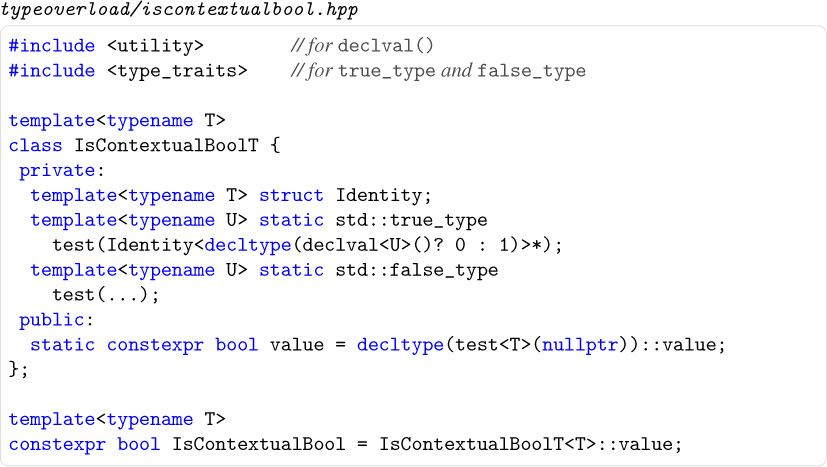 typeoverload/iscontextualbool.hpp
#include <utility> // for declval()
#include <type_traits> // for true_type and false_type
template<typename T>
class IsContextualBoolT {
private:
template<typename T> struct Identity;
template<typename U> static std::true_type
test(Identity<decltype(declval<U>()? 0 : 1)>*);
template<typename U> static std::false_type
test(...);
public:
static constexpr bool value = decltype(test<T>(nullptr))::value;
};
template<typename T>
constexpr bool IsContextualBool = IsContextualBoolT<T>::value;